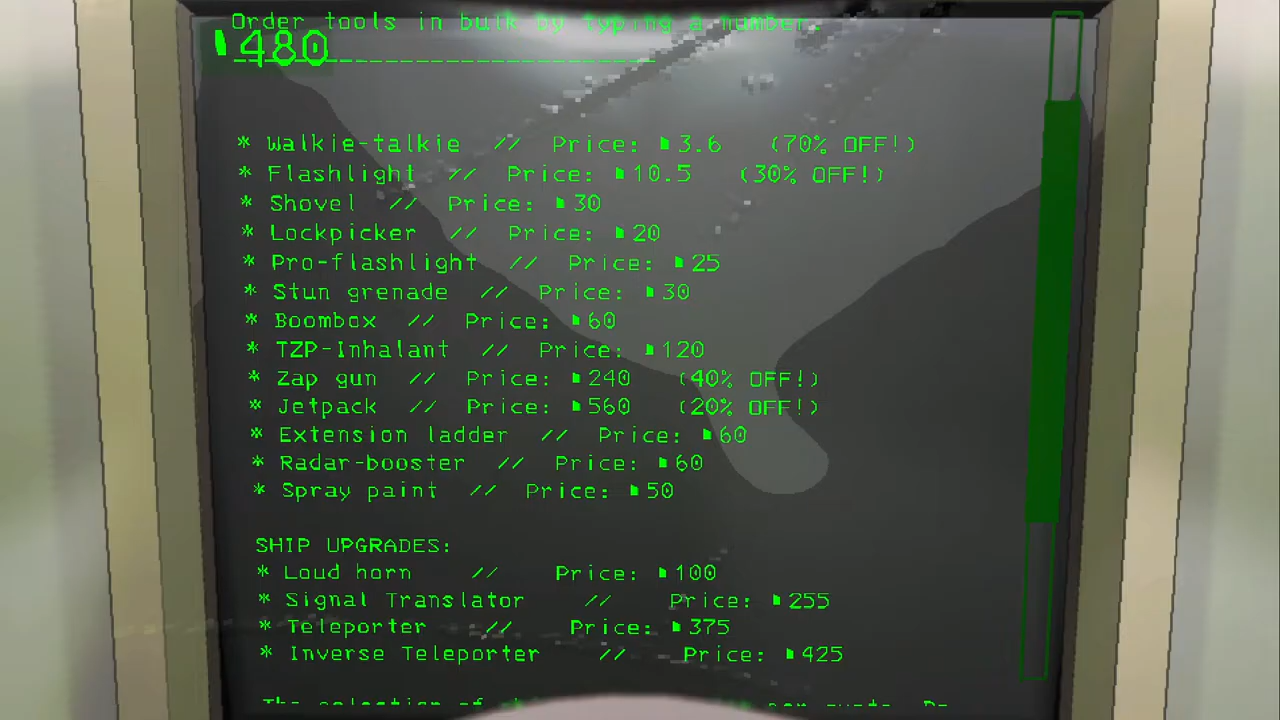 Order tools in bulk by typing a number.
480
____________________________
* Walkie-talkie // Price: ▮3.6 (70% OFF!)
* Flashlight // Price: ▮10.5 (30% OFF!)
* Shovel // Price: ▮30
* Lockpicker // Price: ▮20
* Pro-flashlight // Price: ▮25
* Stun grenade // Price: ▮30
* Boombox // Price: ▮60
* TZP-Inhalant // Price: ▮120
* Zap gun // Price: ▮240 (40% OFF!)
* Jetpack // Price: ▮560 (20% OFF!)
* Extension ladder // Price: ▮60
* Radar-booster // Price: ▮60
* Spray paint // Price: ▮50
SHIP UPGRADES:
* Loud horn // Price: ▮100
* Signal Translator // Price: ▮255
* Teleporter // Price: ▮375
* Inverse Teleporter // Price: ▮425
The selection of